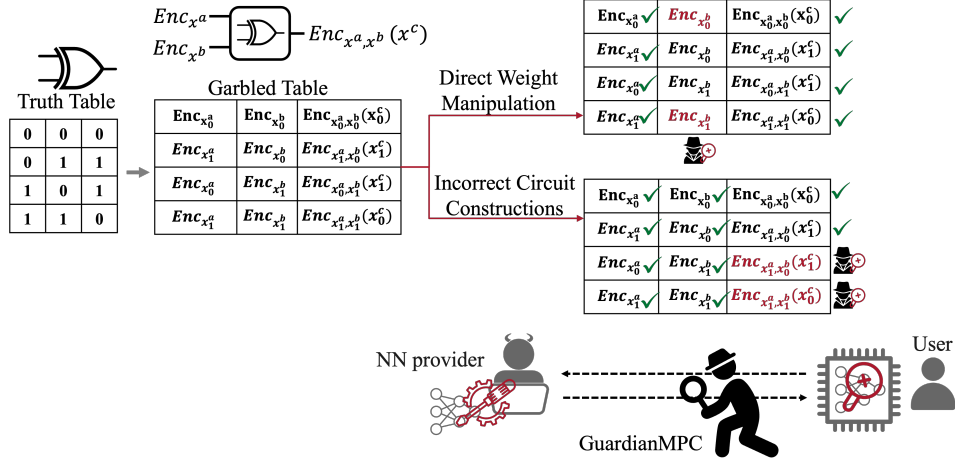 Enc_{x^a}
Enc_{x^b}
Enc_{x^a,x^b}(x^c)
Truth Table
0 0 0
0 1 1
1 0 1
1 1 0
Garbled Table
Enc_{x_0^a} Enc_{x_0^b} Enc_{x_0^a,x_0^b}(x_0^c)
Enc_{x_1^a} Enc_{x_0^b} Enc_{x_1^a,x_0^b}(x_1^c)
Enc_{x_0^a} Enc_{x_1^b} Enc_{x_0^a,x_1^b}(x_1^c)
Enc_{x_1^a} Enc_{x_1^b} Enc_{x_1^a,x_1^b}(x_0^c)
Direct Weight
Manipulation
Enc_{x_0^a}✓ Enc_{x_0^b} Enc_{x_0^a,x_0^b}(x_0^c) ✓
Enc_{x_1^a}✓ Enc_{x_0^b} Enc_{x_1^a,x_0^b}(x_1^c) ✓
Enc_{x_0^a}✓ Enc_{x_1^b} Enc_{x_0^a,x_1^b}(x_1^c) ✓
Enc_{x_1^a}✓ Enc_{x_1^b} Enc_{x_1^a,x_1^b}(x_0^c) ✓
Incorrect Circuit
Constructions
Enc_{x_0^a}✓ Enc_{x_0^b}✓ Enc_{x_0^a,x_0^b}(x_0^c) ✓
Enc_{x_1^a}✓ Enc_{x_0^b}✓ Enc_{x_1^a,x_0^b}(x_1^c) ✓
Enc_{x_0^a}✓ Enc_{x_1^b}✓ Enc_{x_1^a,x_0^b}(x_1^c)
Enc_{x_1^a}✓ Enc_{x_1^b}✓ Enc_{x_1^a,x_1^b}(x_0^c)
NN provider
User
GuardianMPC